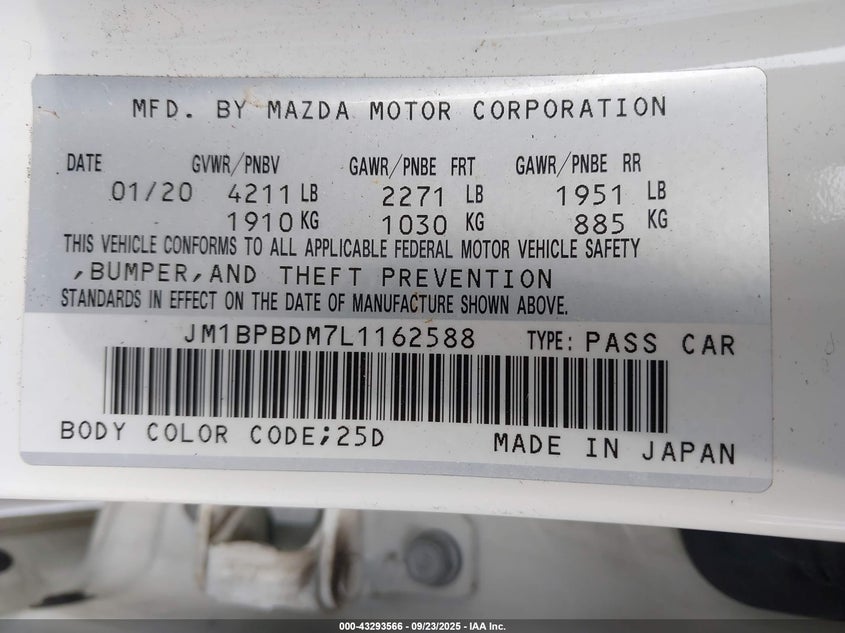 MFD. BY MAZDA MOTOR CORPORATION
DATE GVWR/PNBV GAWR/PNBE FRT GAWR/PNBE RR
01/20 4211 LB 2271 LB 1951 LB
1910 KG 1030 KG 885 KG
THIS VEHICLE CONFORMS TO ALL APPLICABLE FEDERAL MOTOR VEHICLE SAFETY
,BUMPER,AND THEFT PREVENTION
STANDARDS IN EFFECT ON THE DATE OF MANUFACTURE SHOWN ABOVE.
JM1BPBDM7L1162588 TYPE: PASS CAR
BODY COLOR CODE;25D MADE IN JAPAN
000-43293566 - 09/23/2025 - IAA Inc.